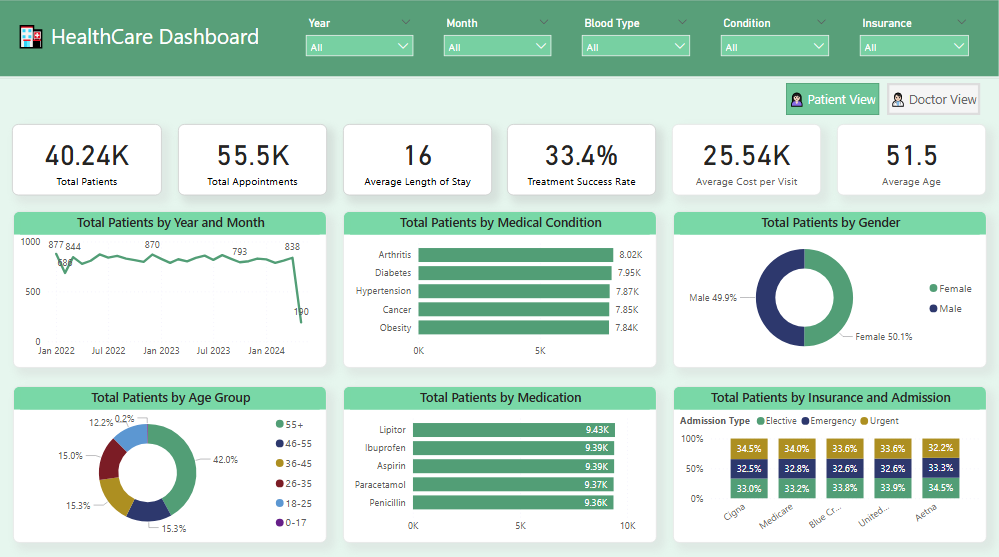 HealthCare Dashboard
Year Month Blood Type Condition Insurance
All All All All All
Patient View Doctor View
40.24K 55.5K 16 33.4% 25.54K 51.5
Total Patients Total Appointments Average Length of Stay Treatment Success Rate Average Cost per Visit Average Age
Total Patients by Year and Month
1000
877
844
686
870
793
838
500
190
0
Jan 2022 Jul 2022 Jan 2023 Jul 2023 Jan 2024
Total Patients by Medical Condition
Arthritis 8.02K
Diabetes 7.95K
Hypertension 7.87K
Cancer 7.85K
Obesity 7.84K
0K 5K
Total Patients by Gender
Male 49.9%
Female 50.1%
Female
Male
Total Patients by Age Group
0.2%
12.2%
15.0%
15.3%
15.3%
42.0%
55+
46-55
36-45
26-35
18-25
0-17
Total Patients by Medication
Lipitor 9.43K
Ibuprofen 9.39K
Aspirin 9.39K
Paracetamol 9.37K
Penicillin 9.36K
0K 5K 10K
Total Patients by Insurance and Admission
Admission Type Elective Emergency Urgent
100%
34.5% 34.0% 33.6% 33.6% 32.2%
50%
32.5% 32.8% 32.6% 32.6% 33.3%
33.0% 33.2% 33.8% 33.9% 34.5%
0%
Cigna Medicare Blue Cr... United... Aetna